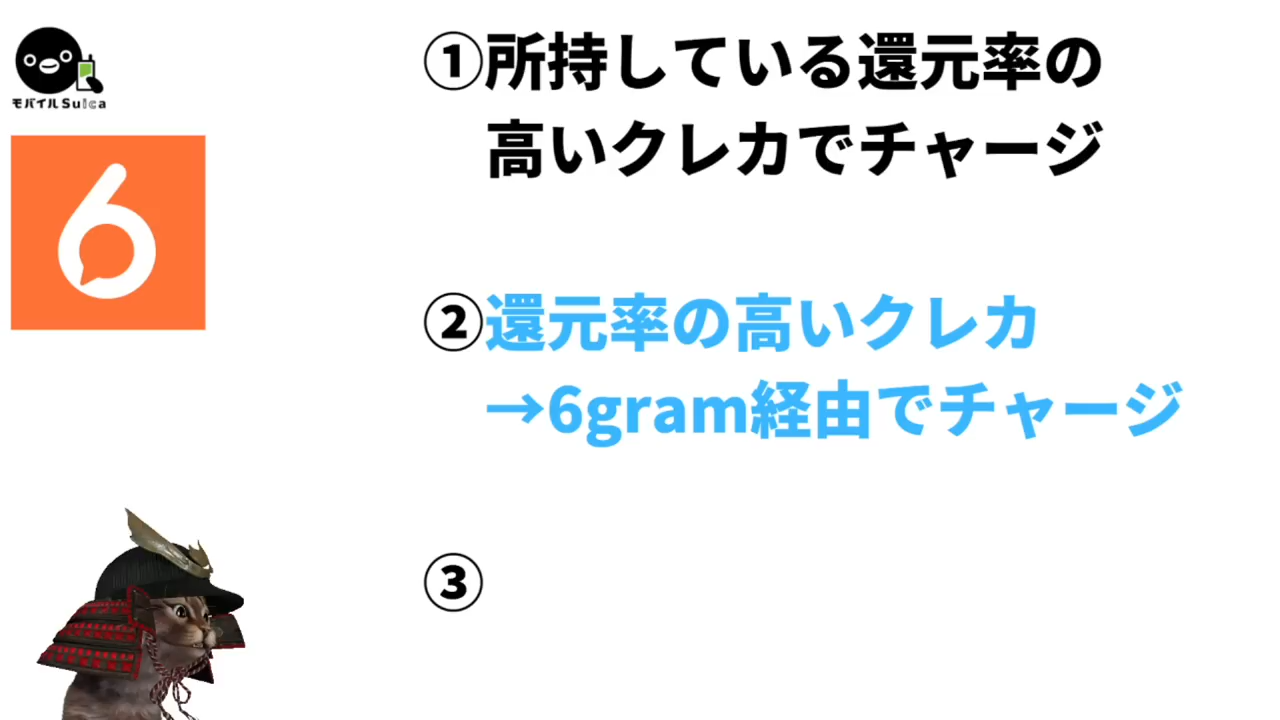 モバイルSuica
①所持している還元率の
高いクレカでチャージ
6
②還元率の高いクレカ
→6gram経由でチャージ
③